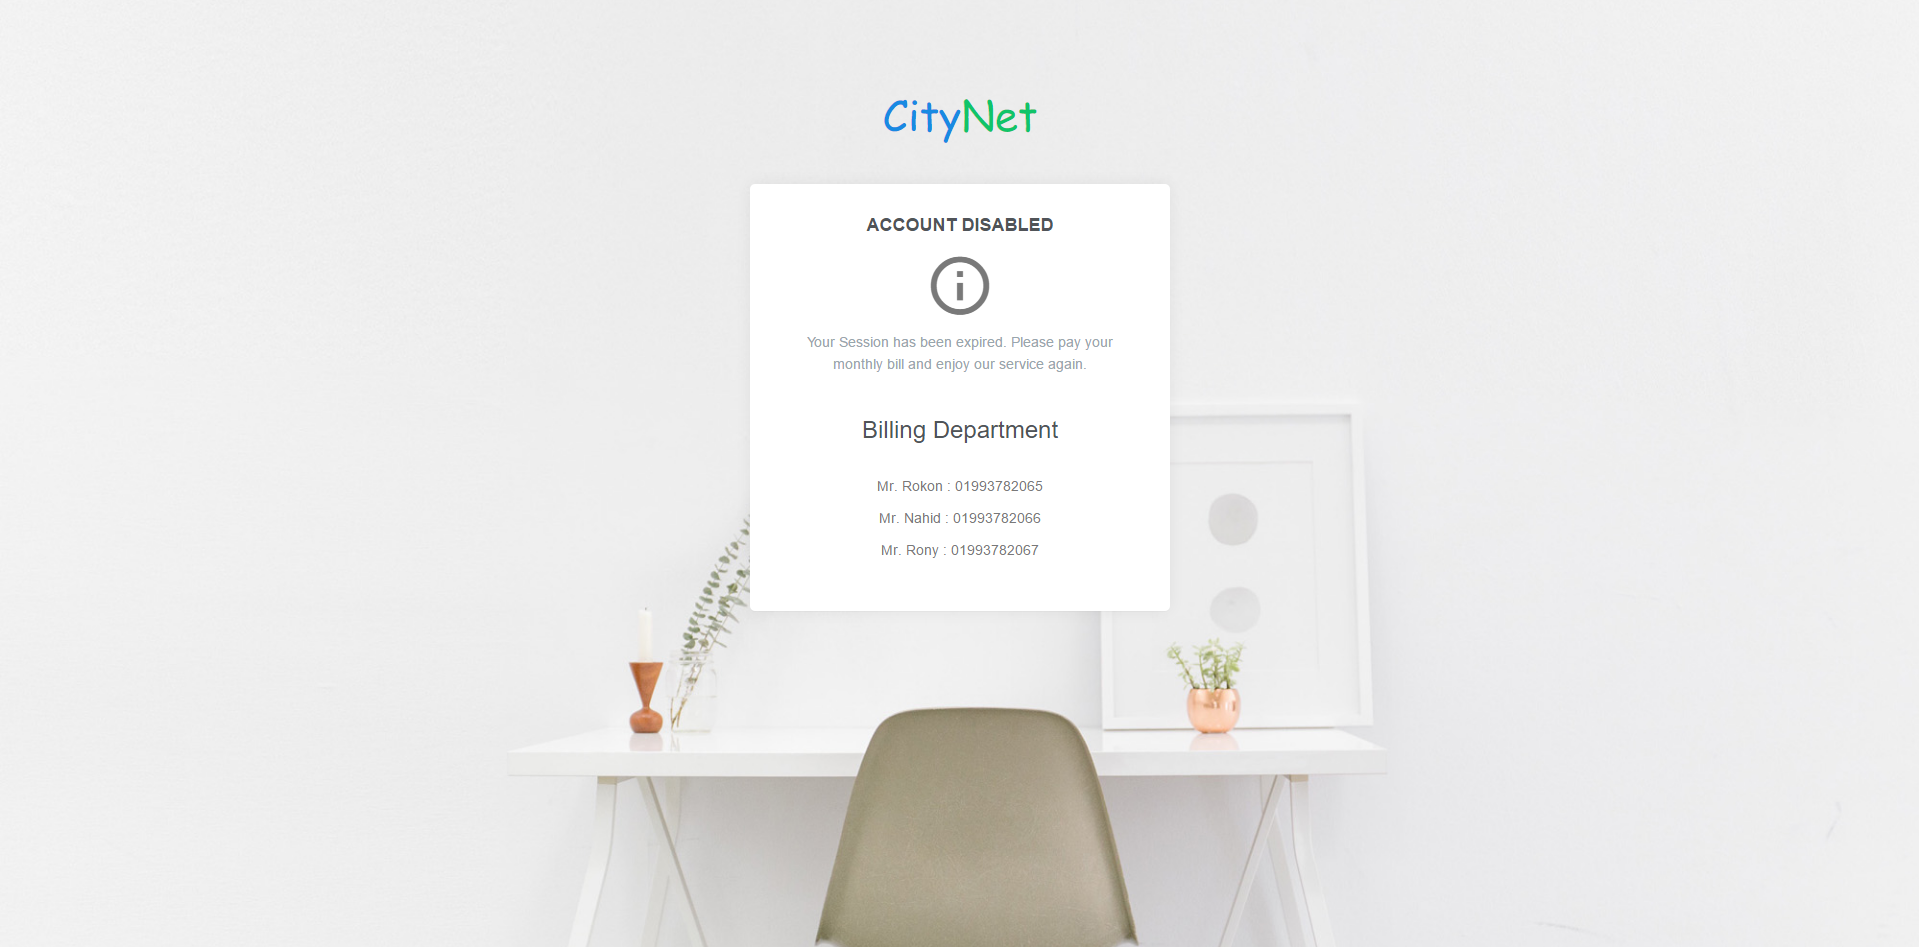 CityNet
ACCOUNT DISABLED
Your Session has been expired. Please pay your
monthly bill and enjoy our service again.
Billing Department
Mr. Rokon : 01993782065
Mr. Nahid : 01993782066
Mr. Rony : 01993782067